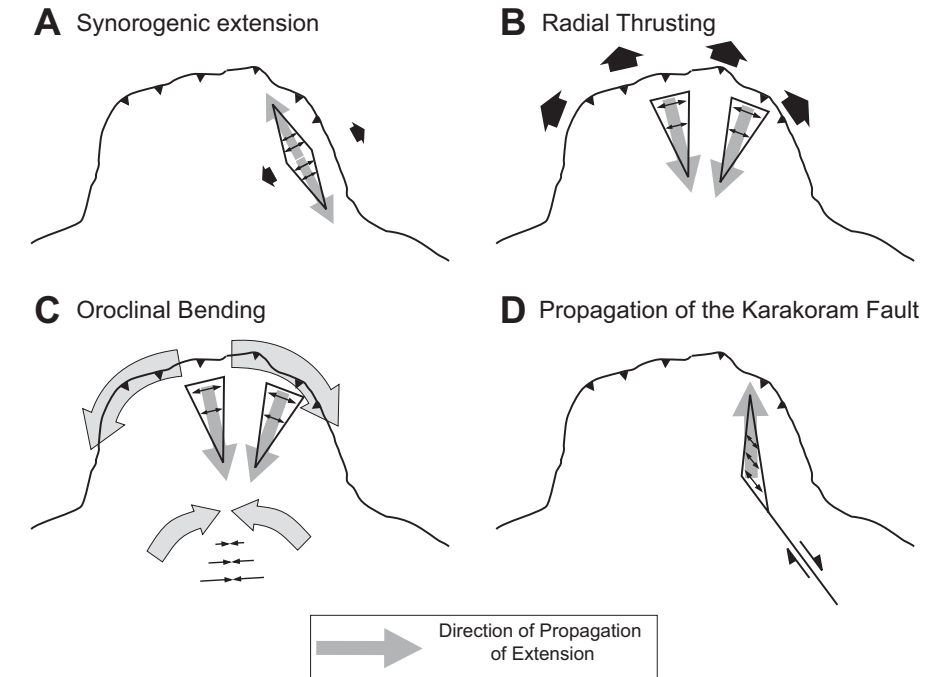 A Synorogenic extension
B Radial Thrusting
C Oroclinal Bending
D Propagation of the Karakoram Fault
Direction of Propagation
of Extension